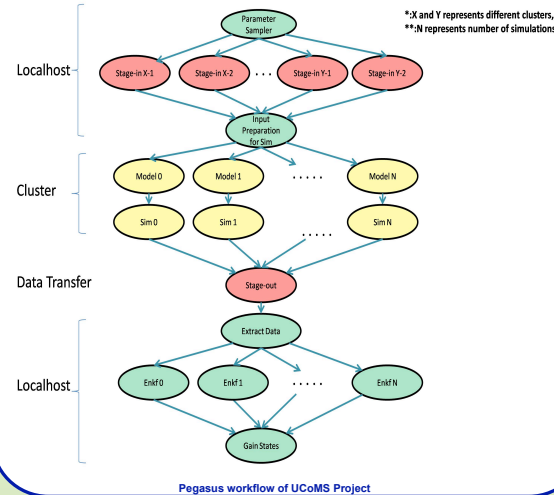 *:X and Y represents different clusters,
**:N represents number of simulations
Parameter
Sampler
Localhost
Stage-in X-1
Stage-in X-2
. . .
Stage-in Y-1
Stage-in Y-2
Input
Preparation
for Sim
Cluster
Model 0
Model 1
. . . . .
Model N
Sim 0
Sim 1
. . . . .
Sim N
Data Transfer
Stage-out
Extract Data
Localhost
Enkf 0
Enkf 1
. . . . .
Enkf N
Gain States
Pegasus workflow of UCoMS Project